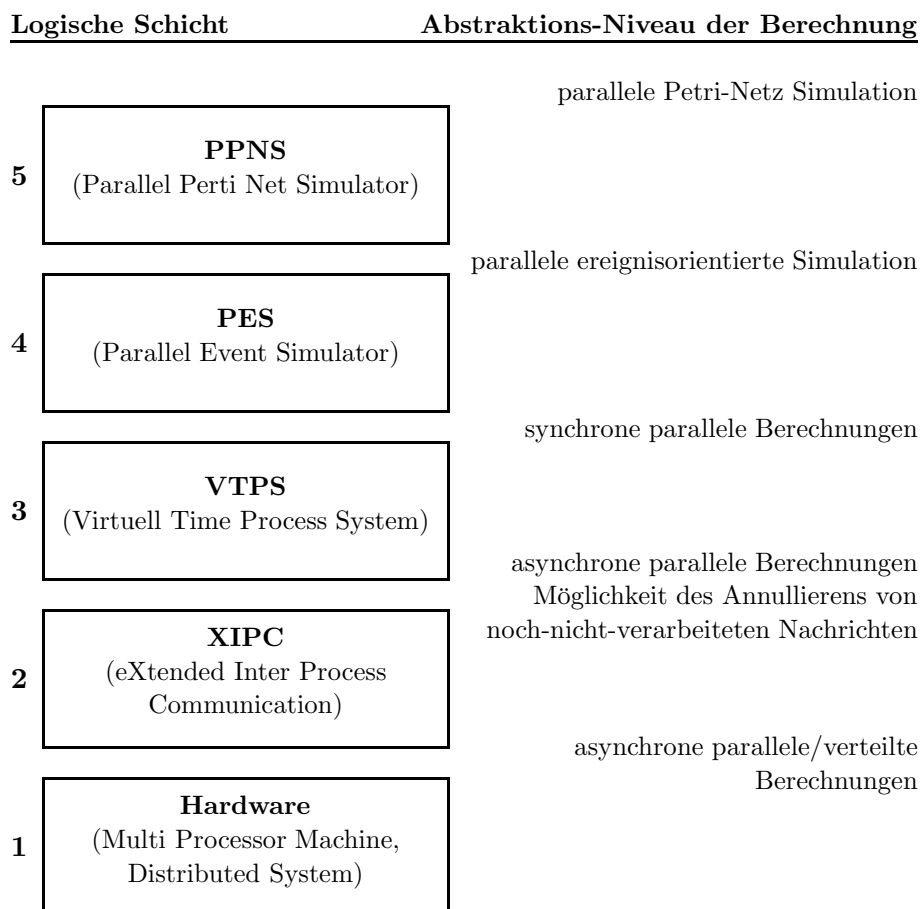 Logische Schicht Abstraktions-Niveau der Berechnung
parallele Petri-Netz Simulation
PPNS
5
(Parallel Perti Net Simulator)
parallele ereignisorientierte Simulation
PES
4
(Parallel Event Simulator)
synchrone parallele Berechnungen
VTPS
3
(Virtuell Time Process System)
asynchrone parallele Berechnungen
Möglichkeit des Annullierens von
noch-nicht-verarbeiteten Nachrichten
XIPC
(eXtended Inter Process
2
Communication)
asynchrone parallele/verteilte
Berechnungen
Hardware
(Multi Processor Machine,
1
Distributed System)